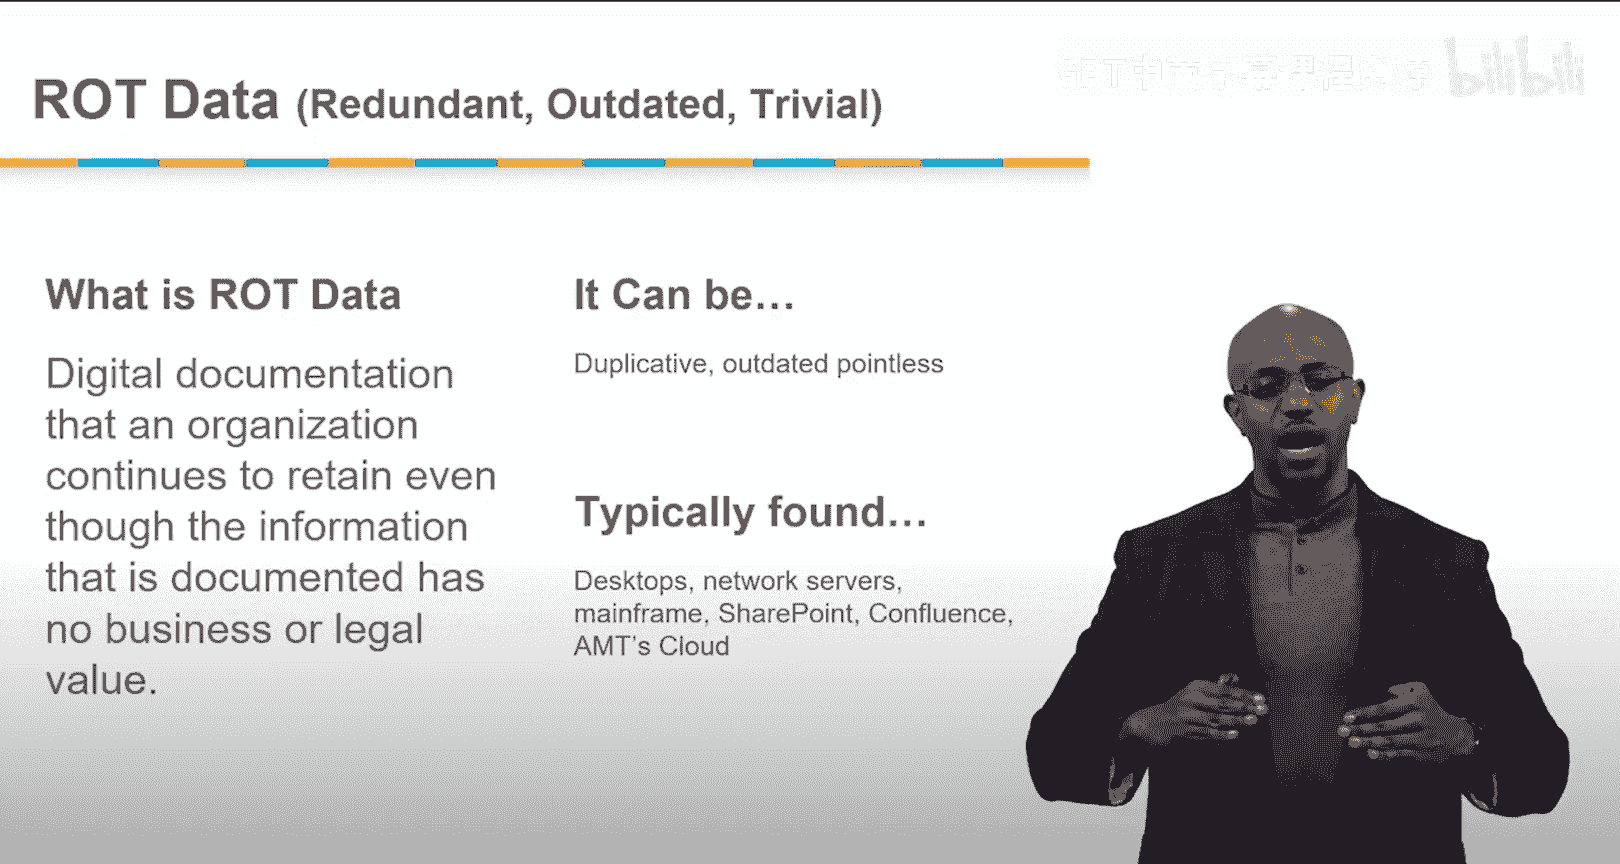 ROT Data (Redundant, Outdated, Trivial)
bilibili
What is ROT Data
Digital documentation
that an organization
continues to retain even
though the information
that is documented has
no business or legal
value.
It Can be…
Duplicative, outdated pointless
Typically found…
Desktops, network servers,
mainframe, SharePoint, Confluence,
AMT's Cloud